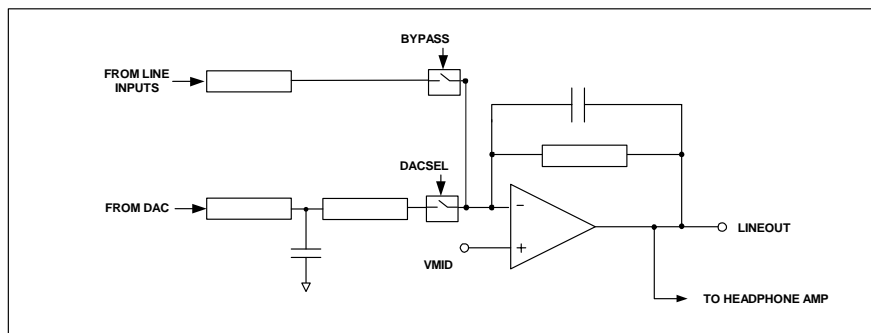 BYPASS
FROM LINE
INPUTS
DACSEL
FROM DAC
−
+
VMID
LINEOUT
TO HEADPHONE AMP